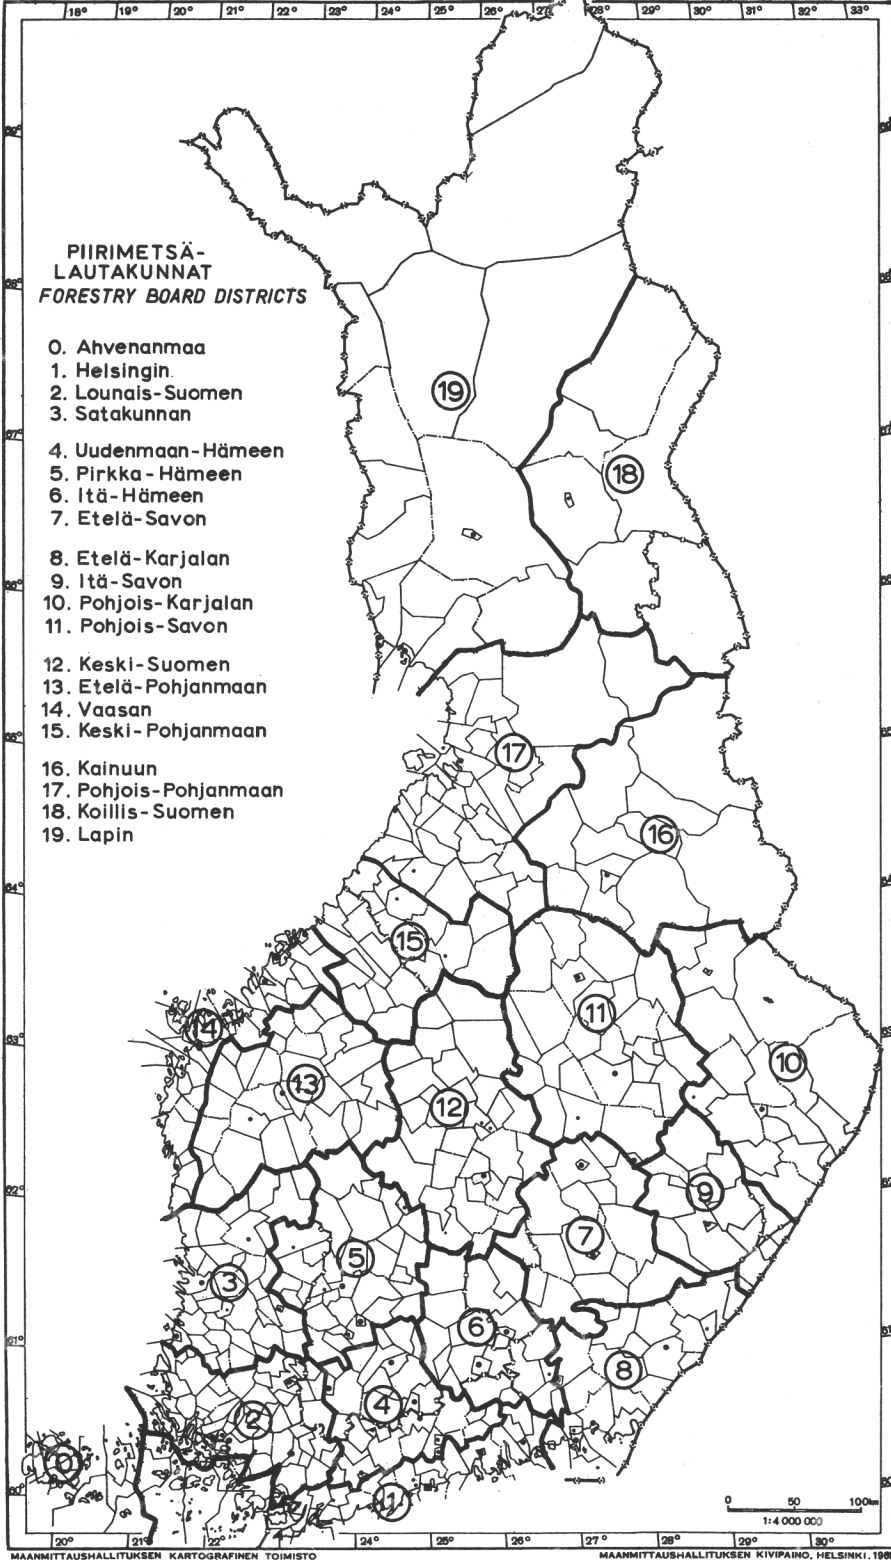 18° 19° 20° 21° 22° 23° 24° 25° 26° 27° 28° 29° 30° 31° 32° 33°
PIIRIMETSÄ-
LAUTAKUNNAT
FORESTRY BOARD DISTRICTS
0. Ahvenanmaa
1. Helsingin
2. Lounais-Suomen
3. Satakunnan
4. Uudenmaan-Hämeen
5. Pirkka-Hämeen
6. Itä-Hämeen
7. Etelä-Savon
8. Etelä-Karjalan
9. Itä-Savon
10. Pohjois-Karjalan
11. Pohjois-Savon
12. Keski-Suomen
13. Etelä-Pohjanmaan
14. Vaasan
15. Keski-Pohjanmaan
16. Kainuun
17. Pohjois-Pohjanmaan
18. Koillis-Suomen
19. Lapin
19
18
17
16
15
14
11
10
13
12
9
7
5
3
6
8
4
2
0
1
0 50 100km
1:4 000 000
20° 21° 22° 23° 24° 25° 26° 27° 28° 29° 30°
MAANMITTAUSHALLITUKSEN KARTOGRAFINEN TOIMISTO
MAANMITTAUSHALLITUKSEN KIVIPAINO, HELSINKI,